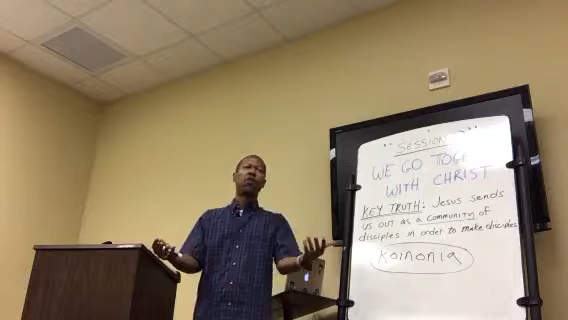 SESSION
WE GO TOGE
WITH CHRIST
KEY TRUTH: Jesus sends
us out as a community of
disciples in order to make disciples
Koinonia